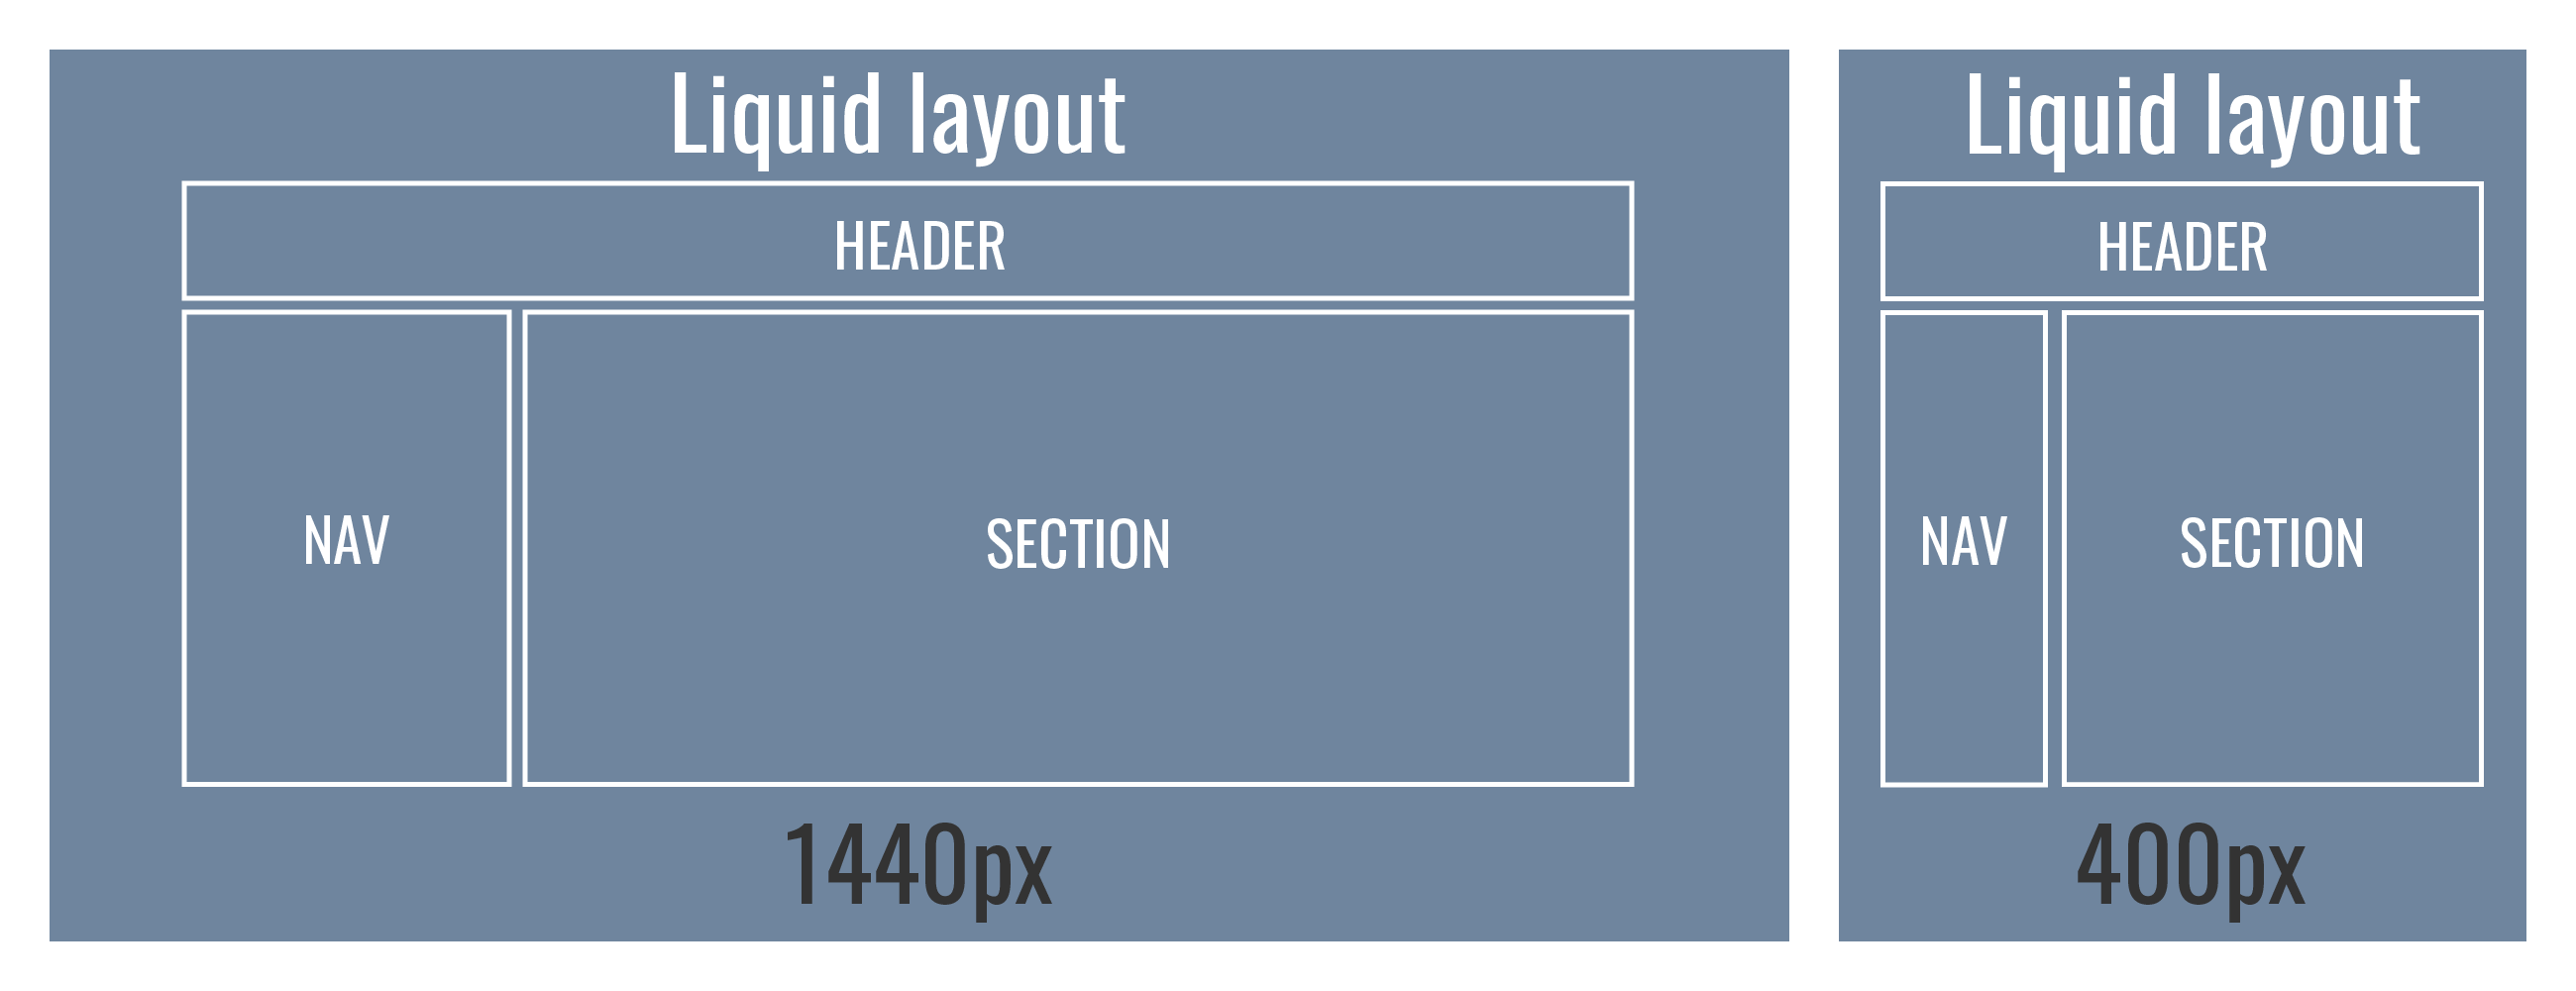 Liquid layout
HEADER
NAV
SECTION
1440px
Liquid layout
HEADER
NAV
SECTION
400px